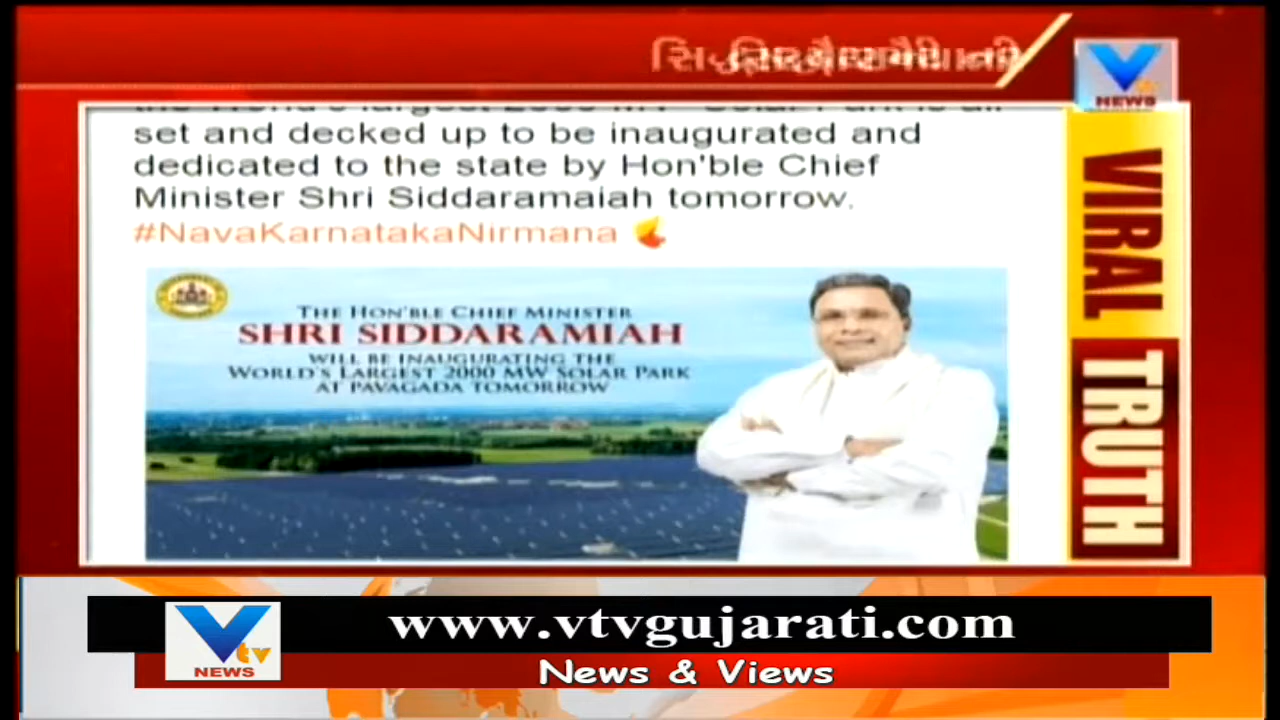 NEWS
set and decked up to be inaugurated and
dedicated to the state by Hon'ble Chief
Minister Shri Siddaramaiah tomorrow.
#NavaKarnatakaNirmana
THE HON'BLE CHIEF MINISTER
SHRI SIDDARAMIAH
WILL BE INAUGURATING THE
WORLD'S LARGEST 2000 MW SOLAR PARK
AT PAVAGADA TOMORROW
VIRAL
TRUTH
www.vtvgujarati.com
Vtv
NEWS
News & Views